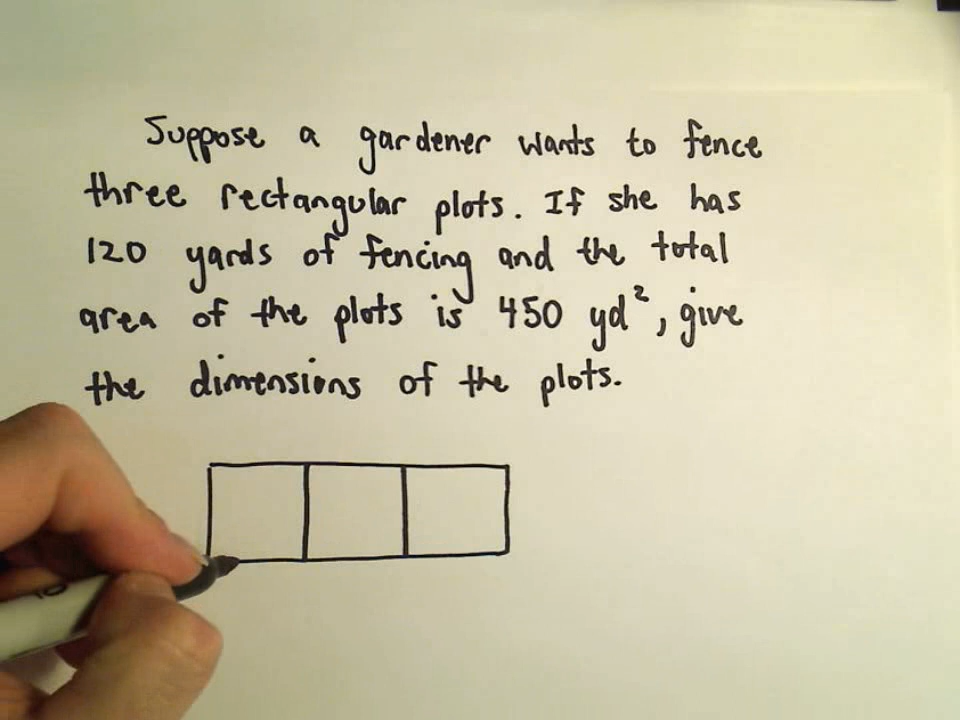 Suppose a gardener wants to fence
three rectangular plots. If she has
120 yards of fencing and the total
area of the plots is 450 yd², give
the dimensions of the plots.